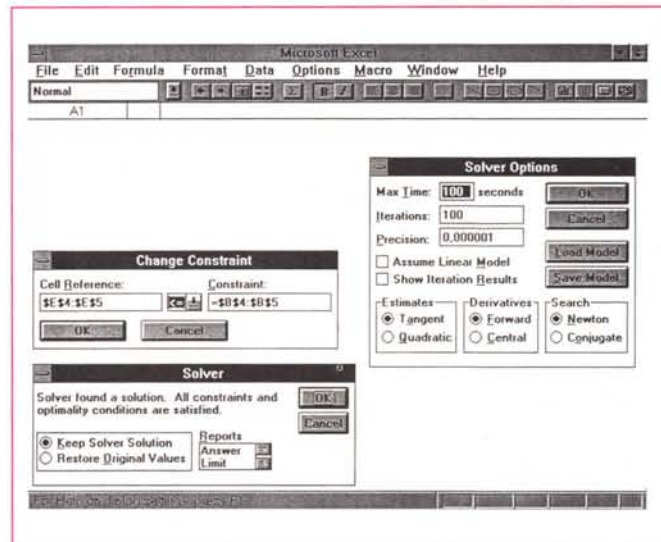 Microsoft Excel
File Edit Formula Format Data Options Macro Window Help
Normal Σ B I
A1
Solver Options
Max Time: 100 seconds OK
Iterations: 100 Cancel
Precision: 0,000001
Load Model
Assume Linear Model
Show Iteration Results Save Model
Estimates Derivatives Search
Tangent Forward Newton
Quadratic Central Conjugate
Change Constraint
Cell Reference: Constraint:
$E$4:$E$5 <= =$B$4:$B$5
OK Cancel
Solver
Solver found a solution. All constraints and
optimality conditions are satisfied.
OK
Cancel
Keep Solver Solution
Restore Original Values
Reports
Answer
Limit